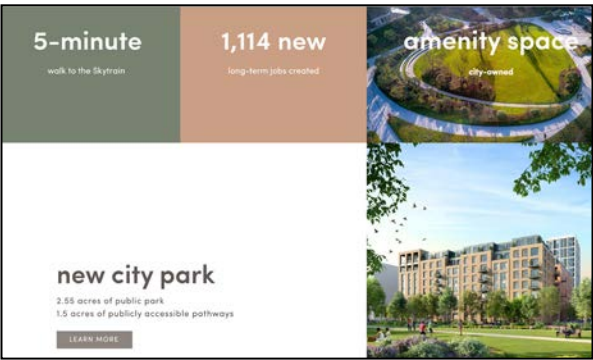 5-minute
walk to the Skytrain
1,114 new
long-term jobs created
amenity space
city-owned
new city park
2.55 acres of public park
1.5 acres of publicly accessible pathways
LEARN MORE